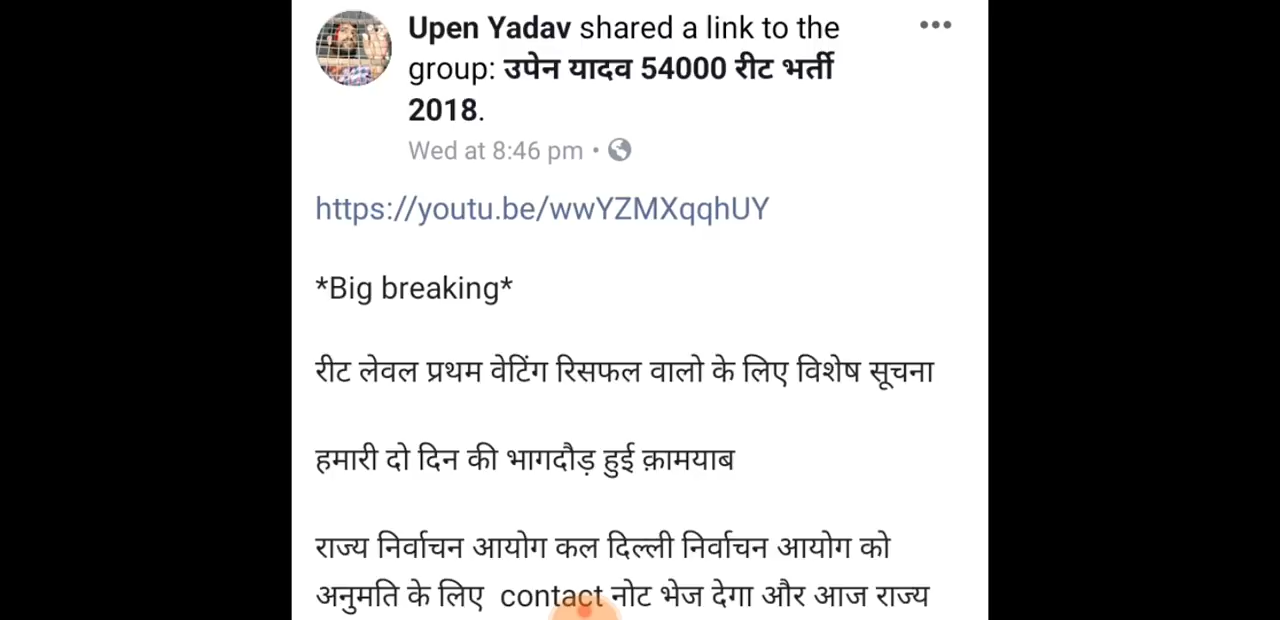 Upen Yadav shared a link to the
group: उपेन यादव 54000 रीट भर्ती
2018.
Wed at 8:46 pm •
https://youtu.be/wwYZMXqqhUY
*Big breaking*
रीट लेवल प्रथम वेटिंग रिसफल वालो के लिए विशेष सूचना
हमारी दो दिन की भागदौड़ हुई क़ामयाब
राज्य निर्वाचन आयोग कल दिल्ली निर्वाचन आयोग को
अनुमति के लिए contact नोट भेज देगा और आज राज्य